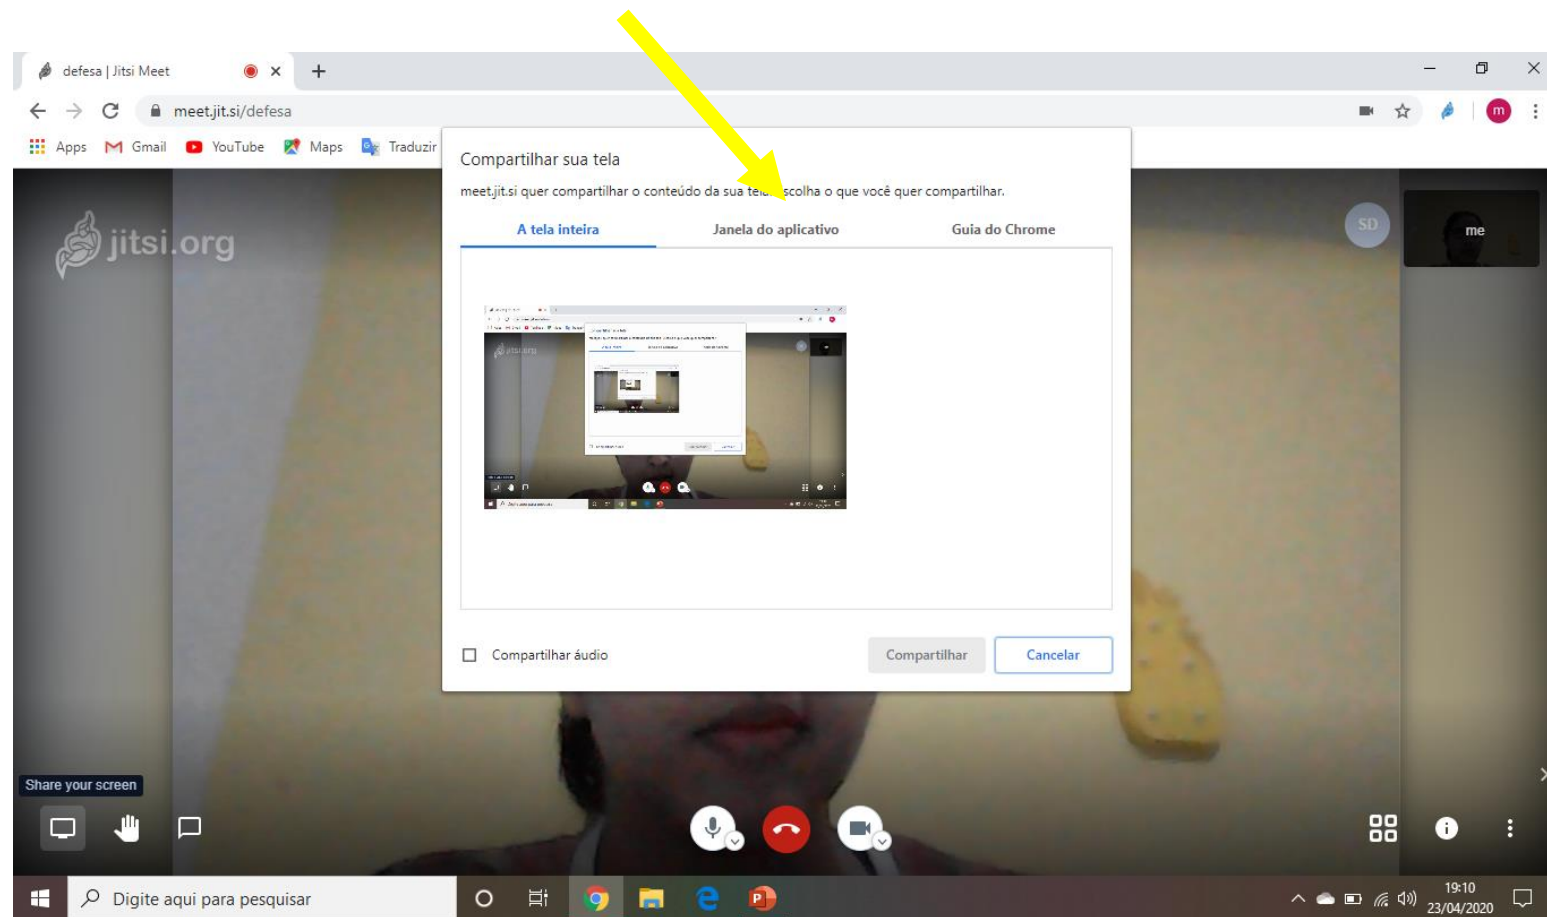 defesa | Jitsi Meet
meet.jit.si/defesa
m
Apps Gmail YouTube Maps Traduzir
Compartilhar sua tela
meet.jit.si quer compartilhar o conteúdo da sua scolha o que você quer compartilhar.
A tela inteira Janela do aplicativo Guia do Chrome
jitsi.org
SD
me
Compartilhar áudio
Compartilhar Cancelar
Share your screen
Digite aqui para pesquisar
19:10
23/04/2020